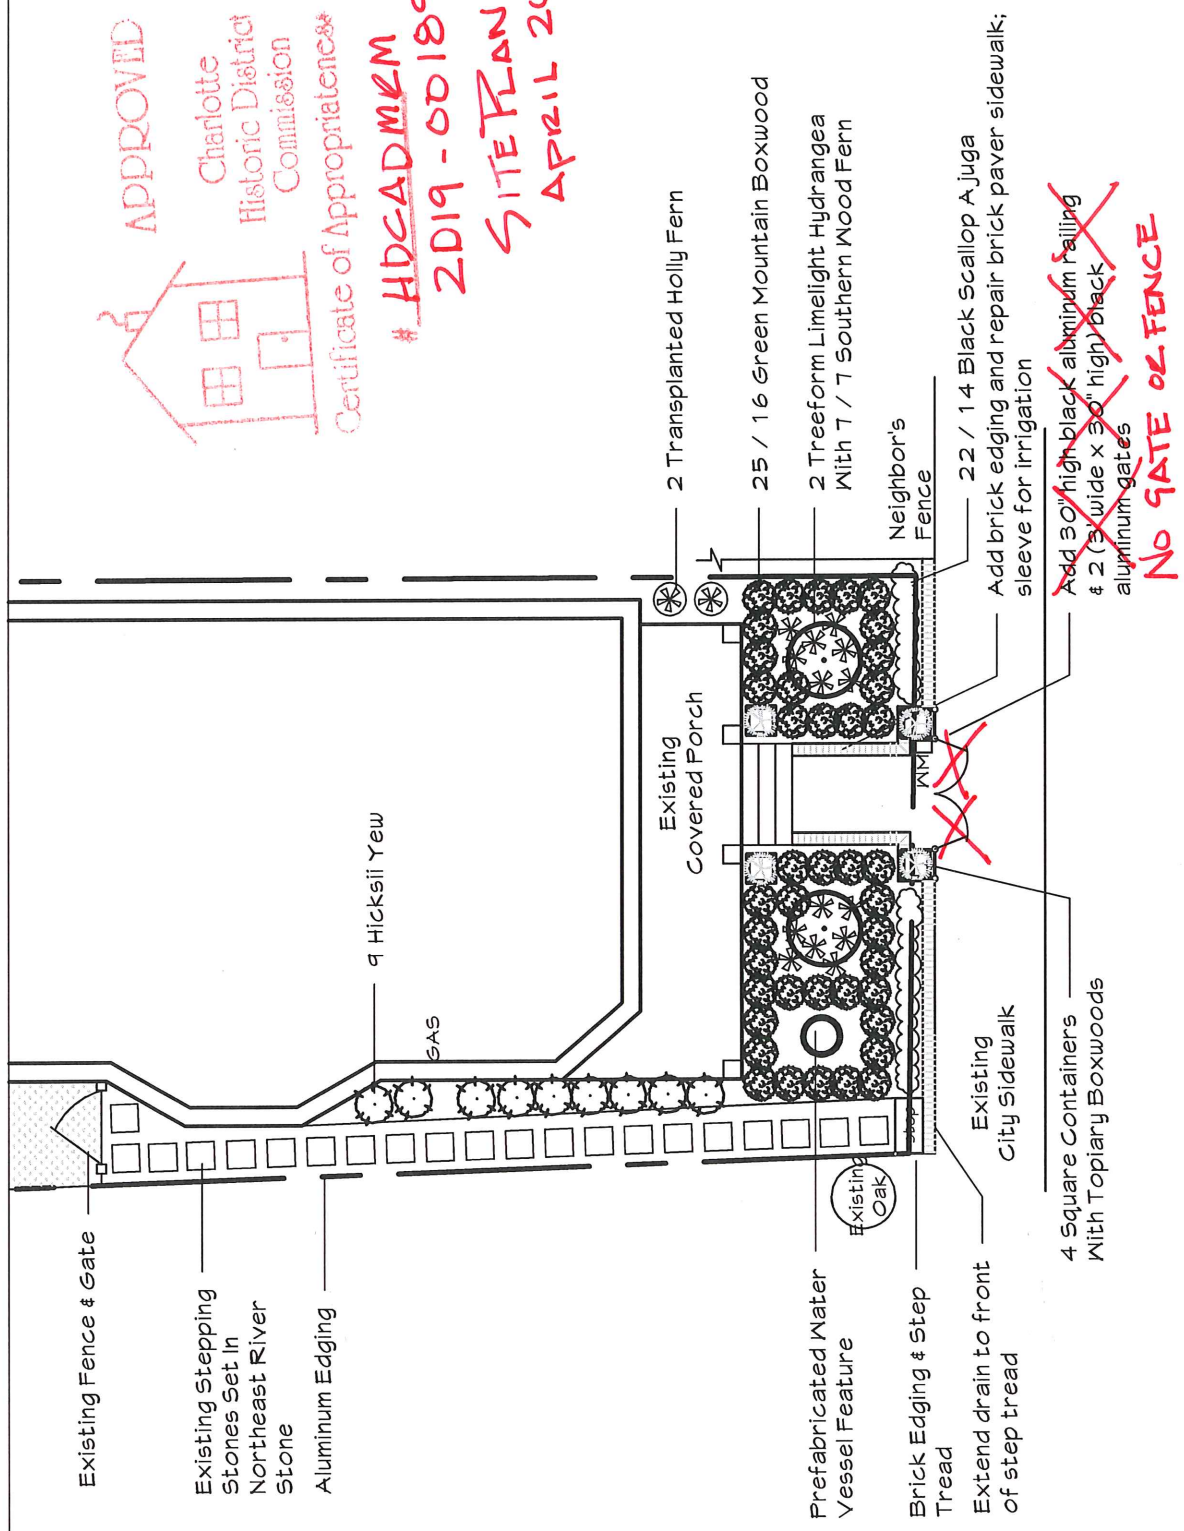 APPROVED
Charlotte
Historic District
Commission
Certificate of Appropriateness
# HDCADMRM
2D19-00189
SITE PLAN
APRIL
Existing Fence & Gate
Existing Stepping
Stones Set In
Northeast River
Stone
Aluminum Edging
9 Hicksii Yew
GAS
Existing
Covered Porch
2 Transplanted Holly Fern
25 / 16 Green Mountain Boxwood
2 Treeform Limelight Hydrangea
With 7 / 7 Southern Wood Fern
Neighbor's
Fence
22 / 14 Black Scallop Ajuga
Add brick edging and repair brick paver sidewalk;
sleeve for irrigation
Add 30" high black aluminum railing
& 2 (3' wide x 30" high) black
aluminum gates
NO GATE OR FENCE
WM
Step
Existing
Oak
Prefabricated Water
Vessel Feature
Brick Edging & Step
Tread
Extend drain to front
of step tread
Existing
City Sidewalk
4 Square Containers
With Topiary Boxwoods